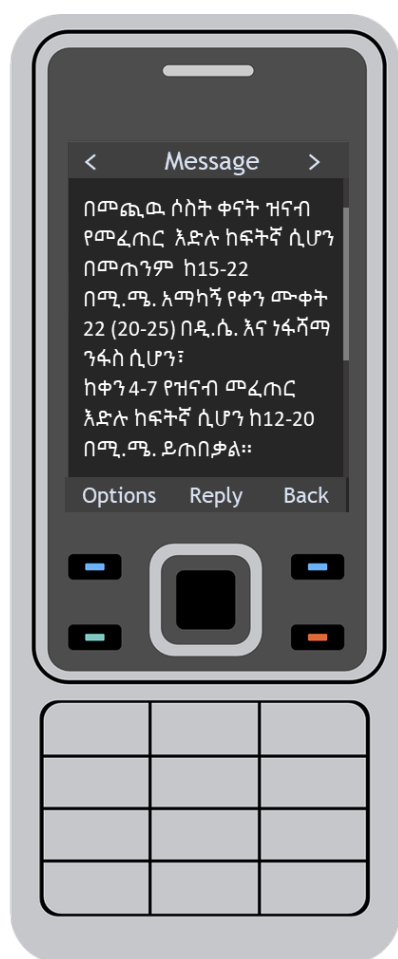 < Message >
በመጪዉ ሶስት ቀናት ዝናብ
የመፈጠር እድሉ ከፍትኛ ሲሆን
በመጠንም ከ15-22
በሚ.ሜ. አማካኝ የቀን ሙቀት
22 (20-25) በዲ.ሴ. እና ነፋሻማ
ንፋስ ሲሆን፣
ከቀን 4-7 የዝናብ መፈጠር
እድሉ ከፍትኛ ሲሆን ከ12-20
በሚ.ሜ. ይጠበቃል።
Options Reply Back